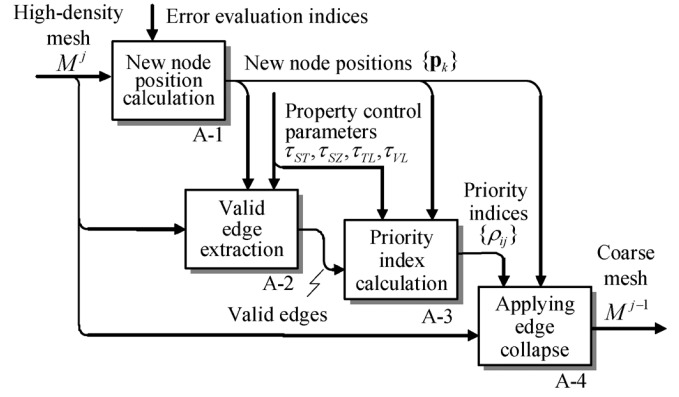 Error evaluation indices
High-density
mesh
M^j
New node
position
calculation
New node positions {p_k}
A-1
Property control
parameters
τ_ST, τ_SZ, τ_TL, τ_VL
Valid
edge
extraction
Priority
indices
{ρ_ij}
Priority
index
calculation
A-2
Coarse
mesh
M^{j-1}
Valid edges
A-3
Applying
edge
collapse
A-4